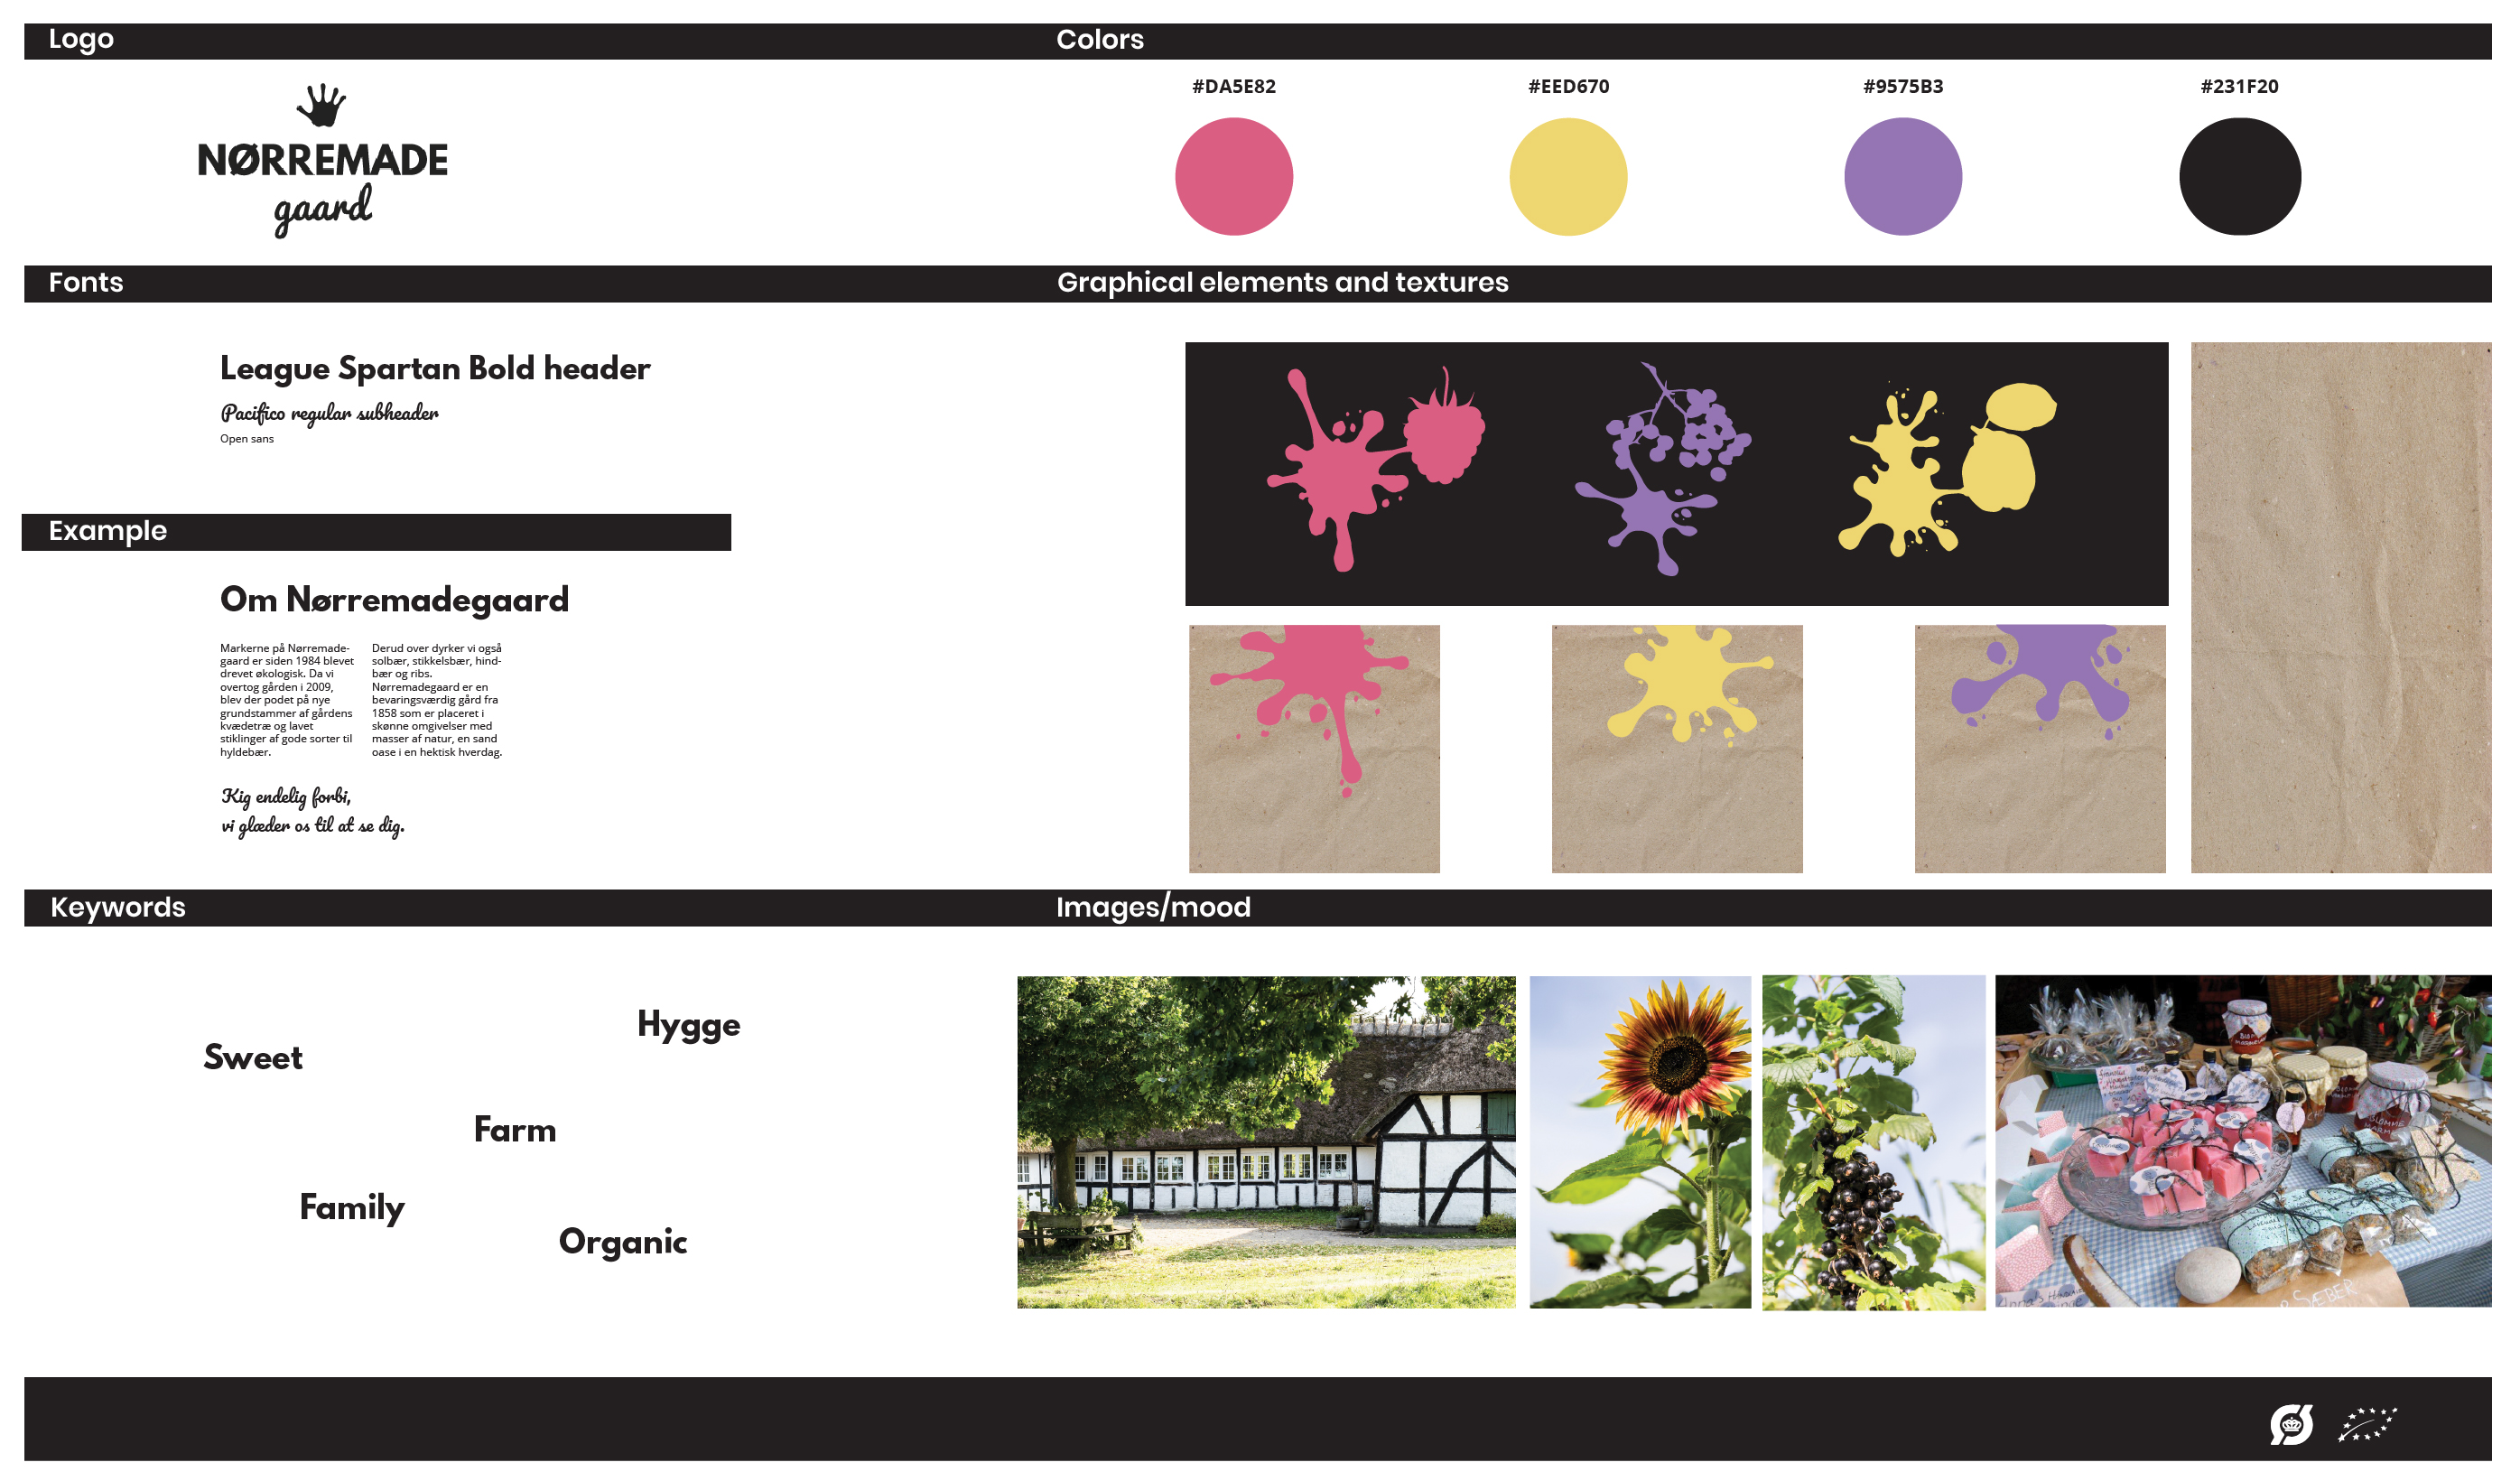 Logo
Colors
NØRREMADE
gaard
#DA5E82
#EED670
#9575B3
#231F20
Fonts
Graphical elements and textures
League Spartan Bold header
Pacifico regular subheader
Open sans
Example
Om Nørremadegaard
Markerne på Nørremade-
gaard er siden 1984 blevet
drevet økologisk. Da vi
overtog gården i 2009,
blev der podet på nye
grundstammer af gårdens
kvædetræ og lavet
stiklinger af gode sorter til
hyldebær.
Derud over dyrker vi også
solbær, stikkelsbær, hind-
bær og ribs.
Nørremadegaard er en
bevaringsværdig gård fra
1858 som er placeret i
skønne omgivelser med
masser af natur, en sand
oase i en hektisk hverdag.
Kig endelig forbi,
vi glæder os til at se dig.
Keywords
Images/mood
Hygge
Sweet
Farm
Family
Organic
SÆBER